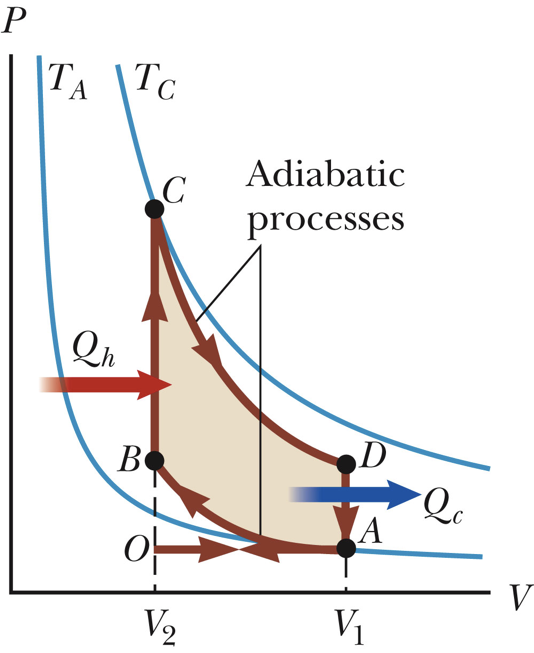 P
T_A
T_C
C
Adiabatic
processes
Q_h
B
D
Q_c
A
O
V
V_2
V_1